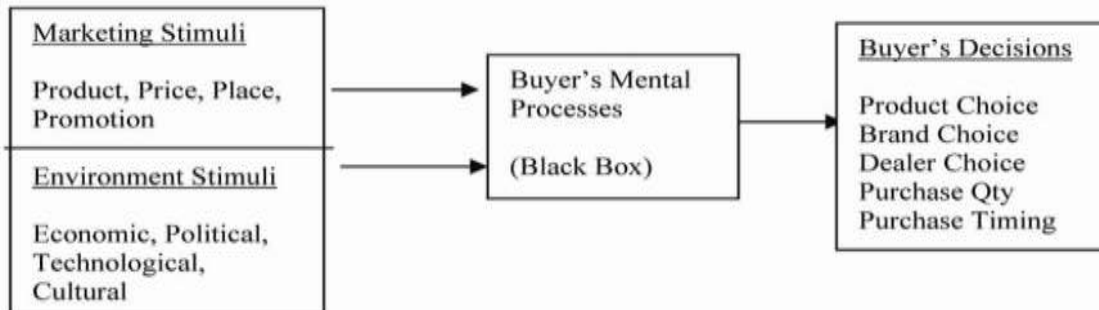 Marketing Stimuli
Product, Price, Place,
Promotion
Environment Stimuli
Economic, Political,
Technological,
Cultural
Buyer’s Mental
Processes
(Black Box)
Buyer’s Decisions
Product Choice
Brand Choice
Dealer Choice
Purchase Qty
Purchase Timing